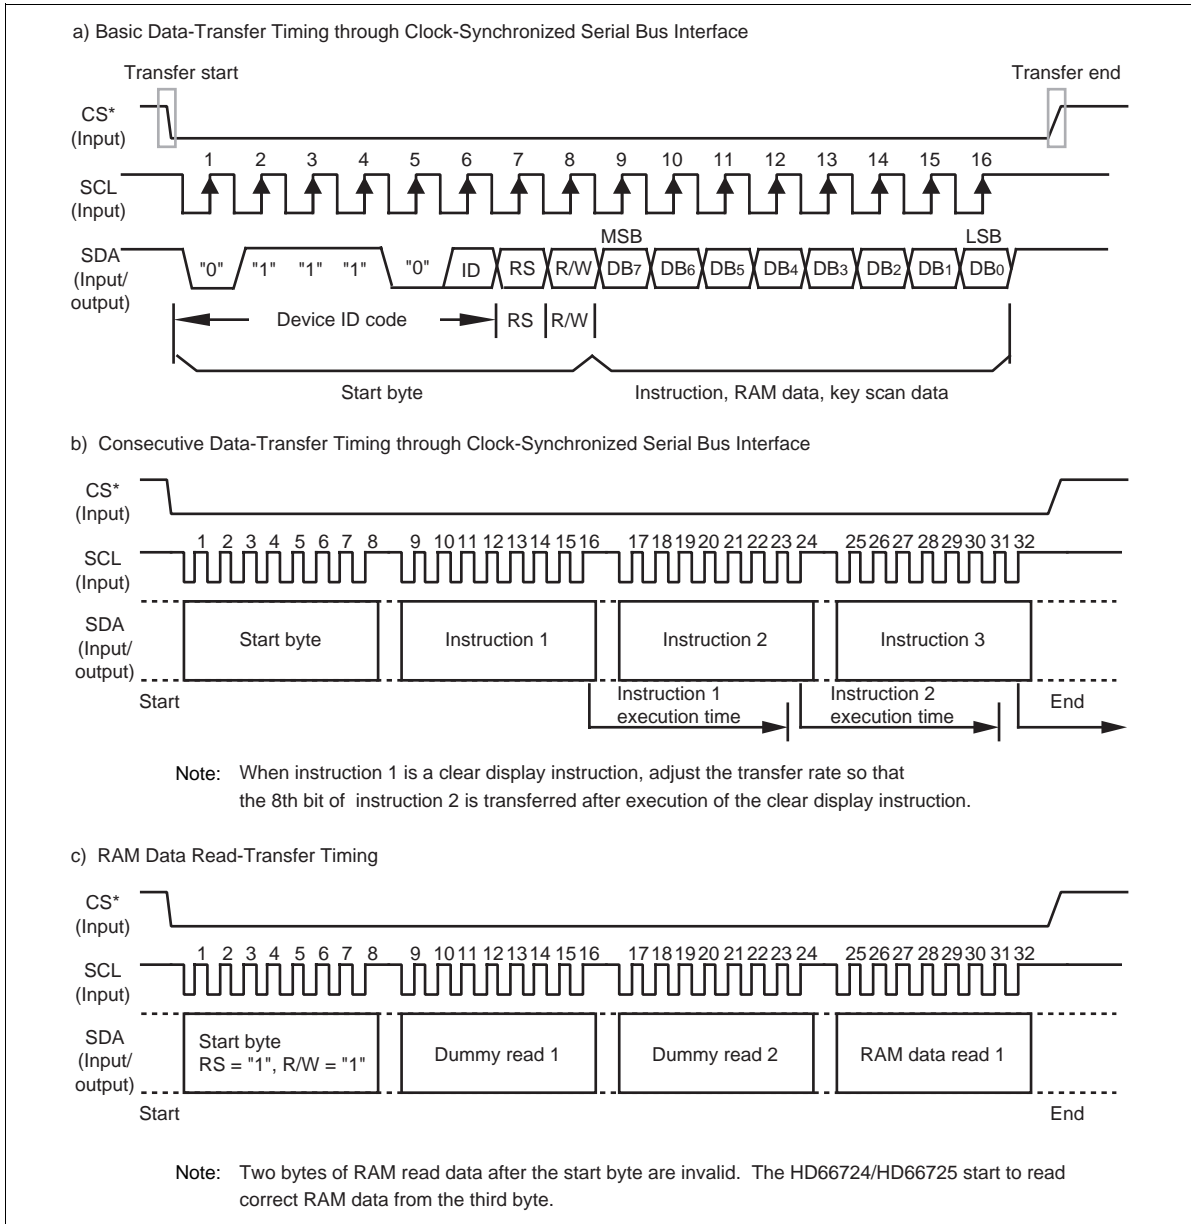 a) Basic Data-Transfer Timing through Clock-Synchronized Serial Bus Interface
Transfer start
Transfer end
CS*
(Input)
1 2 3 4 5 6 7 8 9 10 11 12 13 14 15 16
SCL
(Input)
MSB LSB
SDA
(Input/
output)
"0" "1" "1" "1" "0" ID RS R/W DB7 DB6 DB5 DB4 DB3 DB2 DB1 DB0
Device ID code RS R/W
Start byte
Instruction, RAM data, key scan data
b) Consecutive Data-Transfer Timing through Clock-Synchronized Serial Bus Interface
CS*
(Input)
1 2 3 4 5 6 7 8 9 10 11 12 13 14 15 16 17 18 19 20 21 22 23 24 25 26 27 28 29 30 31 32
SCL
(Input)
SDA
(Input/
output)
Start byte
Instruction 1
Instruction 2
Instruction 3
Start
Instruction 1
execution time
Instruction 2
execution time
End
Note: When instruction 1 is a clear display instruction, adjust the transfer rate so that
the 8th bit of instruction 2 is transferred after execution of the clear display instruction.
c) RAM Data Read-Transfer Timing
CS*
(Input)
1 2 3 4 5 6 7 8 9 10 11 12 13 14 15 16 17 18 19 20 21 22 23 24 25 26 27 28 29 30 31 32
SCL
(Input)
SDA
(Input/
output)
Start byte
RS = "1", R/W = "1"
Dummy read 1
Dummy read 2
RAM data read 1
Start
End
Note: Two bytes of RAM read data after the start byte are invalid. The HD66724/HD66725 start to read
correct RAM data from the third byte.